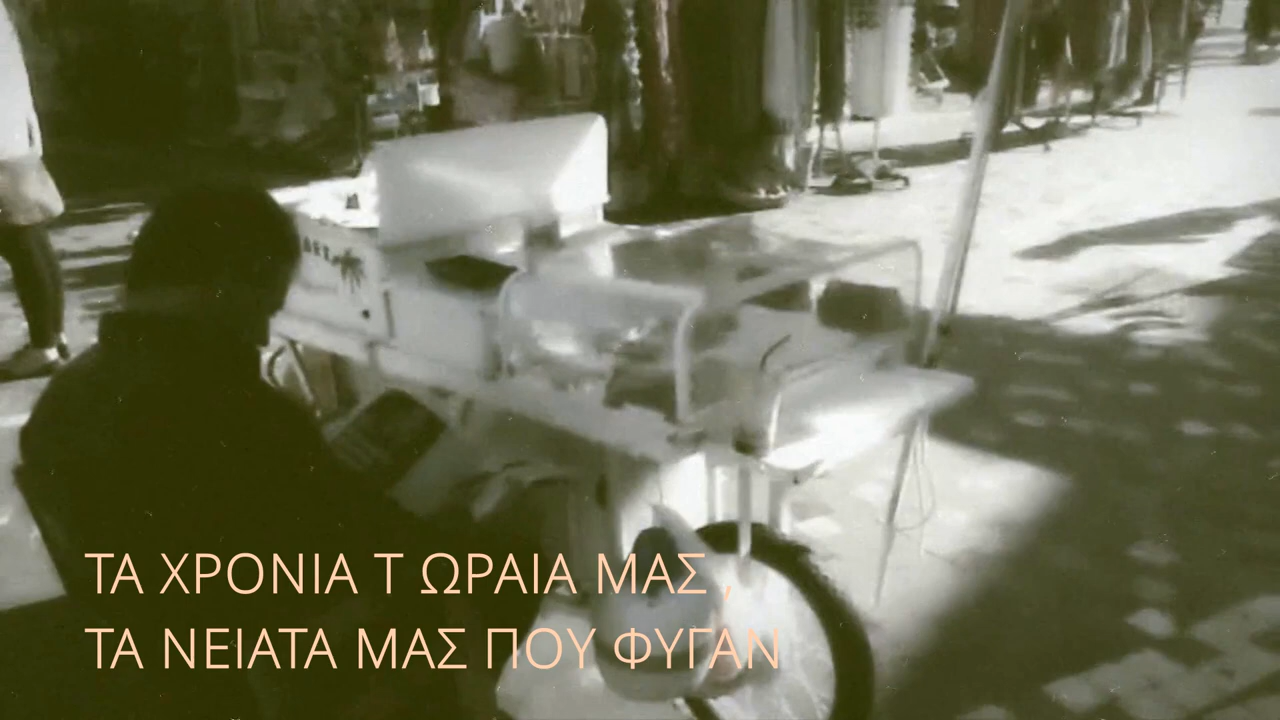 ΤΑ ΧΡΟΝΙΑ Τ ΩΡΑΙΑ ΜΑΣ ,
ΤΑ ΝΕΙΑΤΑ ΜΑΣ ΠΟΥ ΦΥΓΑΝ